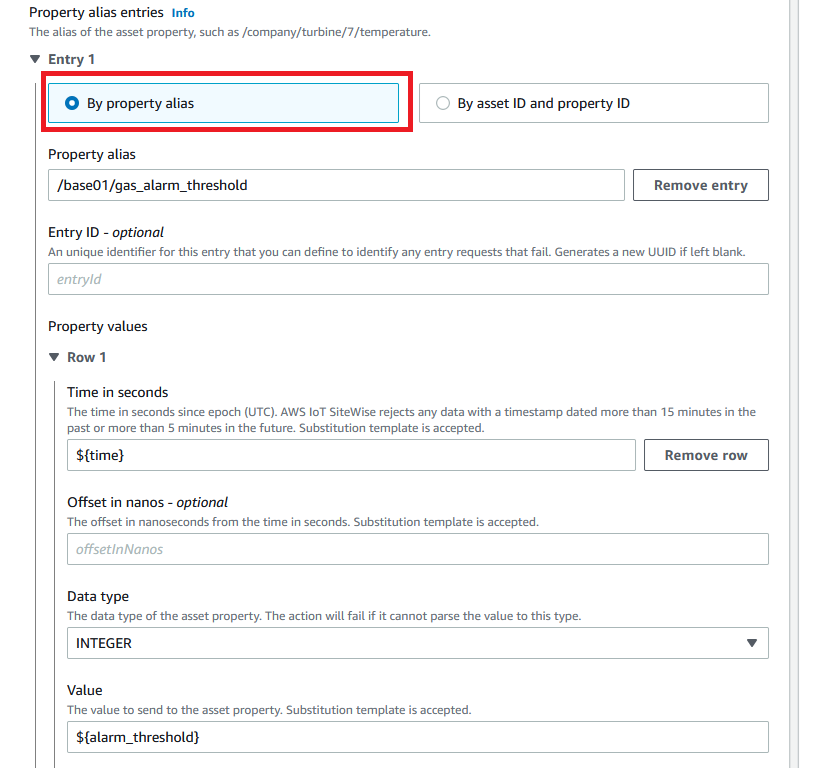 Property alias entries Info
The alias of the asset property, such as /company/turbine/7/temperature.
Entry 1
By property alias
By asset ID and property ID
Property alias
/base01/gas_alarm_threshold
Remove entry
Entry ID - optional
An unique identifier for this entry that you can define to identify any entry requests that fail. Generates a new UUID if left blank.
entryId
Property values
Row 1
Time in seconds
The time in seconds since epoch (UTC). AWS IoT SiteWise rejects any data with a timestamp dated more than 15 minutes in the
past or more than 5 minutes in the future. Substitution template is accepted.
${time}
Remove row
Offset in nanos - optional
The offset in nanoseconds from the time in seconds. Substitution template is accepted.
offsetInNanos
Data type
The data type of the asset property. The action will fail if it cannot parse the value to this type.
INTEGER
Value
The value to send to the asset property. Substitution template is accepted.
${alarm_threshold}